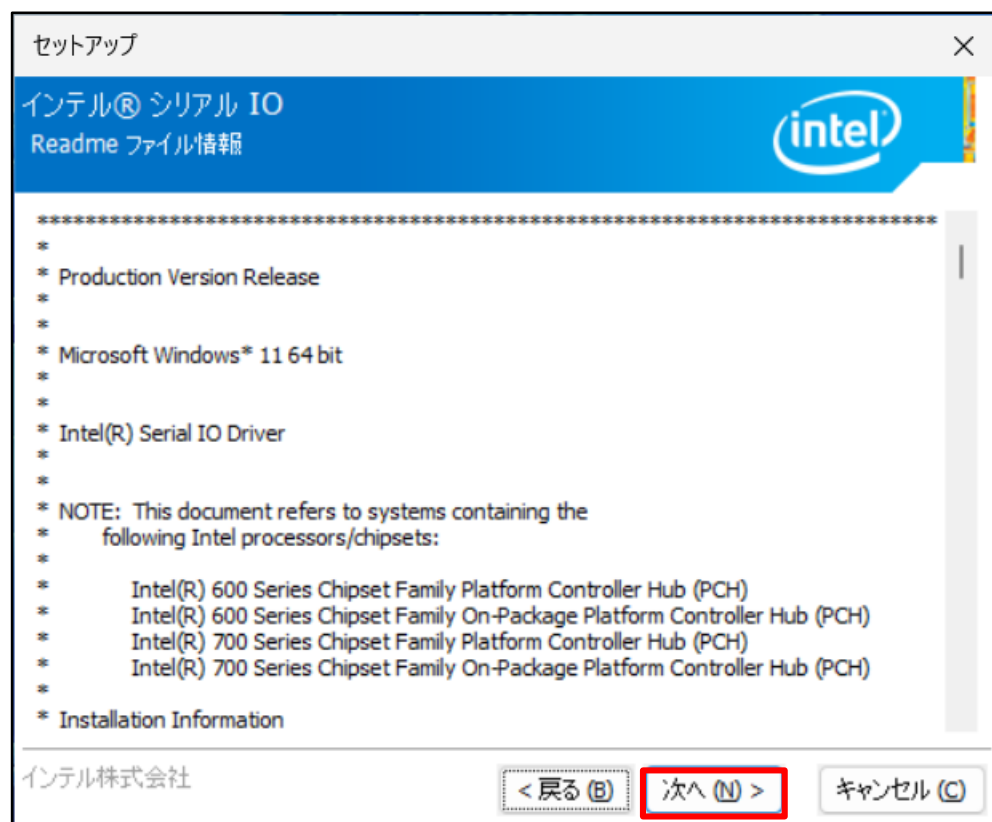 セットアップ
インテル® シリアル IO
Readme ファイル情報
intel
***************************************************************************
*
* Production Version Release
*
*
* Microsoft Windows* 11 64 bit
*
*
* Intel(R) Serial IO Driver
*
*
* NOTE: This document refers to systems containing the
* following Intel processors/chipsets:
*
* Intel(R) 600 Series Chipset Family Platform Controller Hub (PCH)
* Intel(R) 600 Series Chipset Family On-Package Platform Controller Hub (PCH)
* Intel(R) 700 Series Chipset Family Platform Controller Hub (PCH)
* Intel(R) 700 Series Chipset Family On-Package Platform Controller Hub (PCH)
*
* Installation Information
インテル株式会社
< 戻る (B)
次へ (N) >
キャンセル (C)